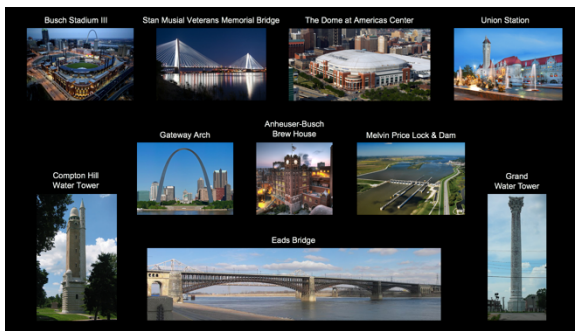 Busch Stadium III
Stan Musial Veterans Memorial Bridge
The Dome at Americas Center
Union Station
Gateway Arch
Anheuser-Busch
Brew House
Melvin Price Lock & Dam
Compton Hill
Water Tower
Grand
Water Tower
Eads Bridge